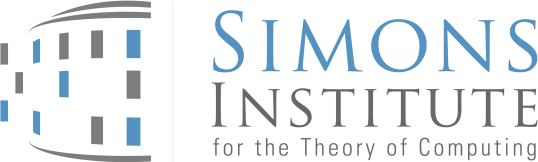 SIMONS
INSTITUTE
for the Theory of Computing